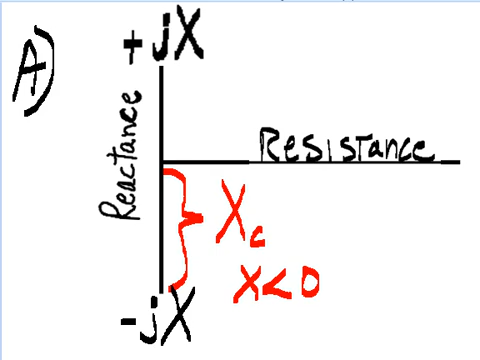 A)
+jX
Reactance
Resistance
Xc
X<0
-jX